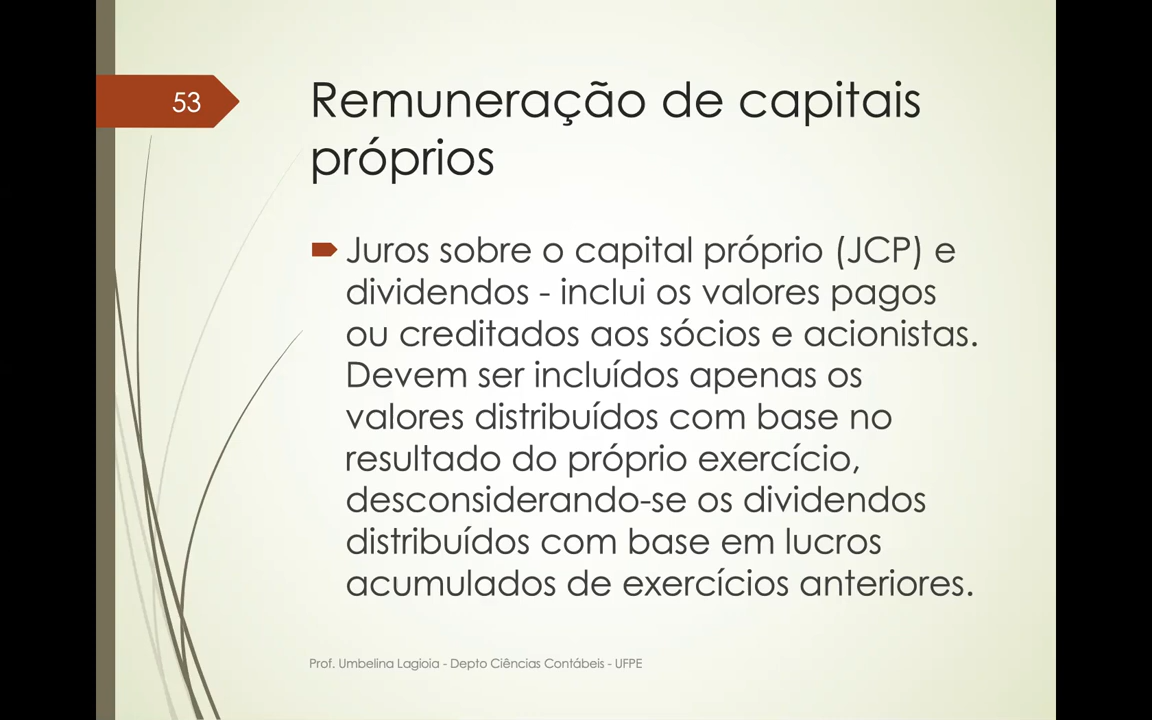 53
Remuneração de capitais
próprios
Juros sobre o capital próprio (JCP) e
dividendos - inclui os valores pagos
ou creditados aos sócios e acionistas.
Devem ser incluídos apenas os
valores distribuídos com base no
resultado do próprio exercício,
desconsiderando-se os dividendos
distribuídos com base em lucros
acumulados de exercícios anteriores.
Prof. Umbelina Lagioia - Depto Ciências Contábeis - UFPE